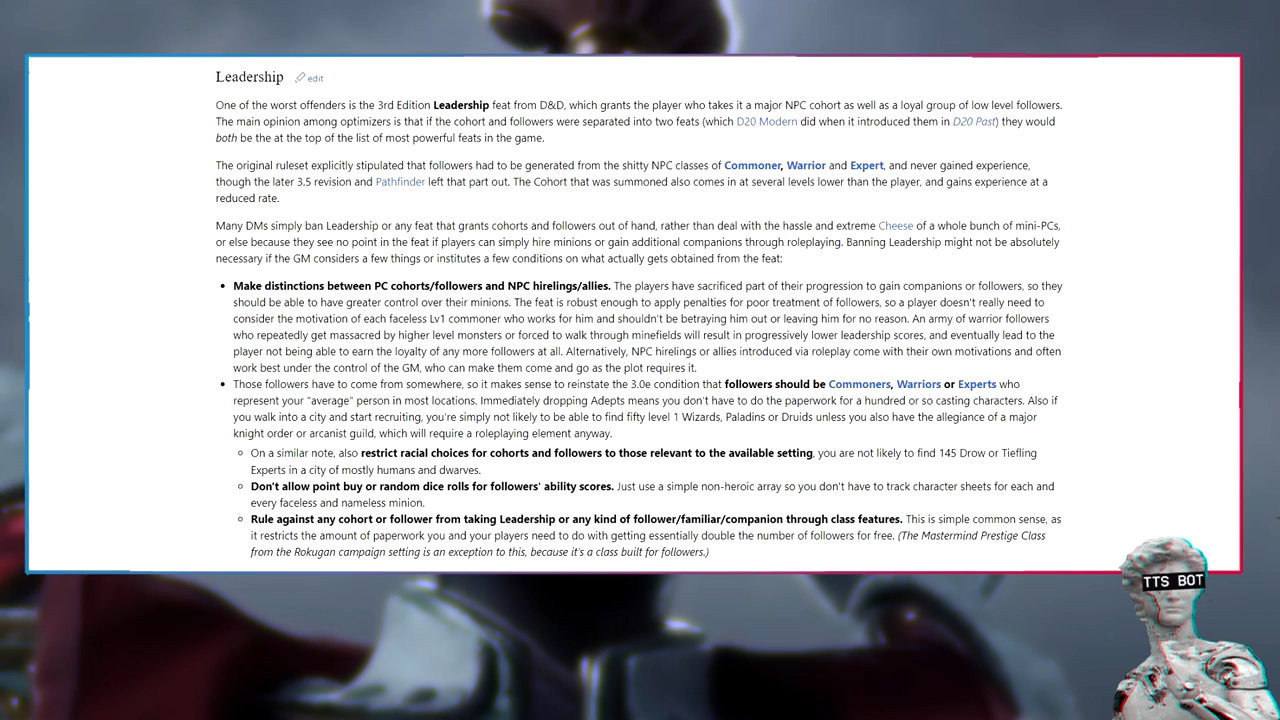 Leadership edit
One of the worst offenders is the 3rd Edition Leadership feat from D&D, which grants the player who takes it a major NPC cohort as well as a loyal group of low level followers.
The main opinion among optimizers is that if the cohort and followers were separated into two feats (which D20 Modern did when it introduced them in D20 Past) they would
both be the at the top of the list of most powerful feats in the game.
The original ruleset explicitly stipulated that followers had to be generated from the shitty NPC classes of Commoner, Warrior and Expert, and never gained experience,
though the later 3.5 revision and Pathfinder left that part out. The Cohort that was summoned also comes in at several levels lower than the player, and gains experience at a
reduced rate.
Many DMs simply ban Leadership or any feat that grants cohorts and followers out of hand, rather than deal with the hassle and extreme Cheese of a whole bunch of mini-PCs,
or else because they see no point in the feat if players can simply hire minions or gain additional companions through roleplaying. Banning Leadership might not be absolutely
necessary if the GM considers a few things or institutes a few conditions on what actually gets obtained from the feat:
• Make distinctions between PC cohorts/followers and NPC hirelings/allies. The players have sacrificed part of their progression to gain companions or followers, so they
should be able to have greater control over their minions. The feat is robust enough to apply penalties for poor treatment of followers, so a player doesn't really need to
consider the motivation of each faceless Lv1 commoner who works for him and shouldn't be betraying him out or leaving him for no reason. An army of warrior followers
who repeatedly get massacred by higher level monsters or forced to walk through minefields will result in progressively lower leadership scores, and eventually lead to the
player not being able to earn the loyalty of any more followers at all. Alternatively, NPC hirelings or allies introduced via roleplay come with their own motivations and often
work best under the control of the GM, who can make them come and go as the plot requires it.
• Those followers have to come from somewhere, so it makes sense to reinstate the 3.0e condition that followers should be Commoners, Warriors or Experts who
represent your "average" person in most locations. Immediately dropping Adepts means you don't have to do the paperwork for a hundred or so casting characters. Also if
you walk into a city and start recruiting, you're simply not likely to be able to find fifty level 1 Wizards, Paladins or Druids unless you also have the allegiance of a major
knight order or arcanist guild, which will require a roleplaying element anyway.
○ On a similar note, also restrict racial choices for cohorts and followers to those relevant to the available setting, you are not likely to find 145 Drow or Tiefling
Experts in a city of mostly humans and dwarves.
○ Don't allow point buy or random dice rolls for followers' ability scores. Just use a simple non-heroic array so you don't have to track character sheets for each and
every faceless and nameless minion.
○ Rule against any cohort or follower from taking Leadership or any kind of follower/familiar/companion through class features. This is simple common sense, as
it restricts the amount of paperwork you and your players need to do with getting essentially double the number of followers for free. (The Mastermind Prestige Class
from the Rokugan campaign setting is an exception to this, because it's a class built for followers.)
TTS BOT